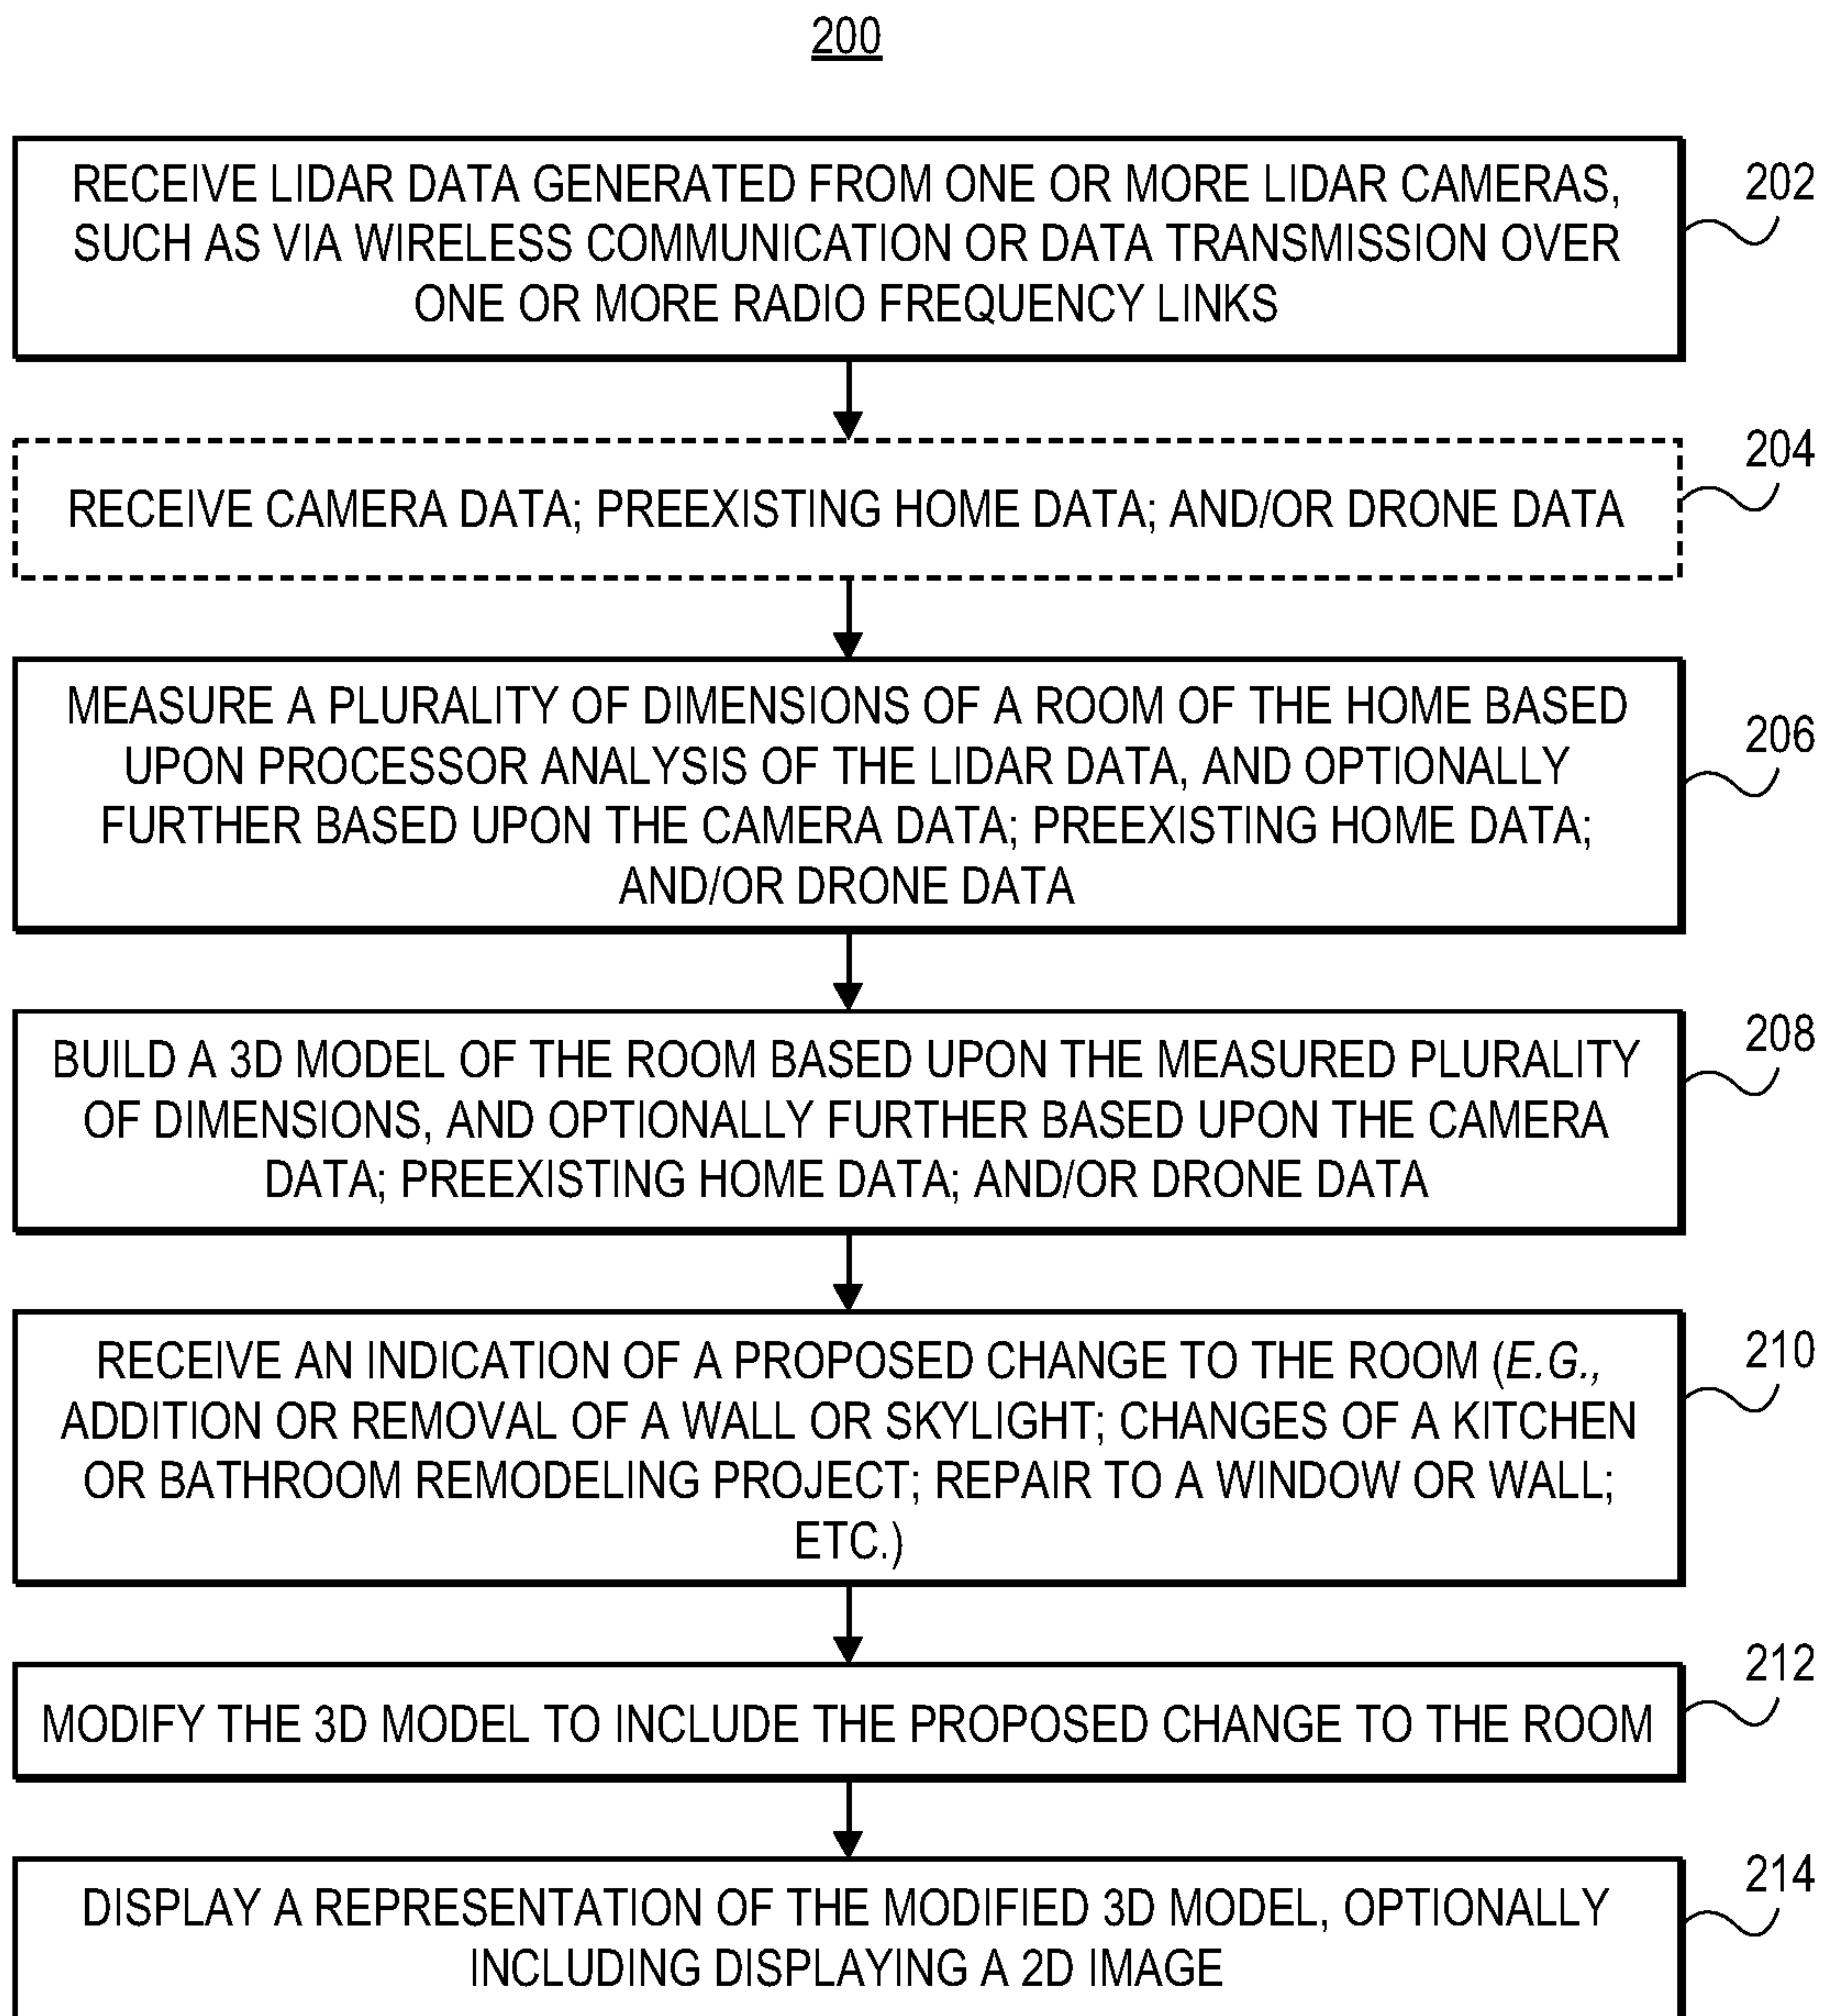 200
RECEIVE LIDAR DATA GENERATED FROM ONE OR MORE LIDAR CAMERAS,
SUCH AS VIA WIRELESS COMMUNICATION OR DATA TRANSMISSION OVER
ONE OR MORE RADIO FREQUENCY LINKS
202
RECEIVE CAMERA DATA; PREEXISTING HOME DATA; AND/OR DRONE DATA
204
MEASURE A PLURALITY OF DIMENSIONS OF A ROOM OF THE HOME BASED
UPON PROCESSOR ANALYSIS OF THE LIDAR DATA, AND OPTIONALLY
FURTHER BASED UPON THE CAMERA DATA; PREEXISTING HOME DATA;
AND/OR DRONE DATA
206
BUILD A 3D MODEL OF THE ROOM BASED UPON THE MEASURED PLURALITY
OF DIMENSIONS, AND OPTIONALLY FURTHER BASED UPON THE CAMERA
DATA; PREEXISTING HOME DATA; AND/OR DRONE DATA
208
RECEIVE AN INDICATION OF A PROPOSED CHANGE TO THE ROOM (E.G.,
ADDITION OR REMOVAL OF A WALL OR SKYLIGHT; CHANGES OF A KITCHEN
OR BATHROOM REMODELING PROJECT; REPAIR TO A WINDOW OR WALL;
ETC.)
210
MODIFY THE 3D MODEL TO INCLUDE THE PROPOSED CHANGE TO THE ROOM
212
DISPLAY A REPRESENTATION OF THE MODIFIED 3D MODEL, OPTIONALLY
INCLUDING DISPLAYING A 2D IMAGE
214